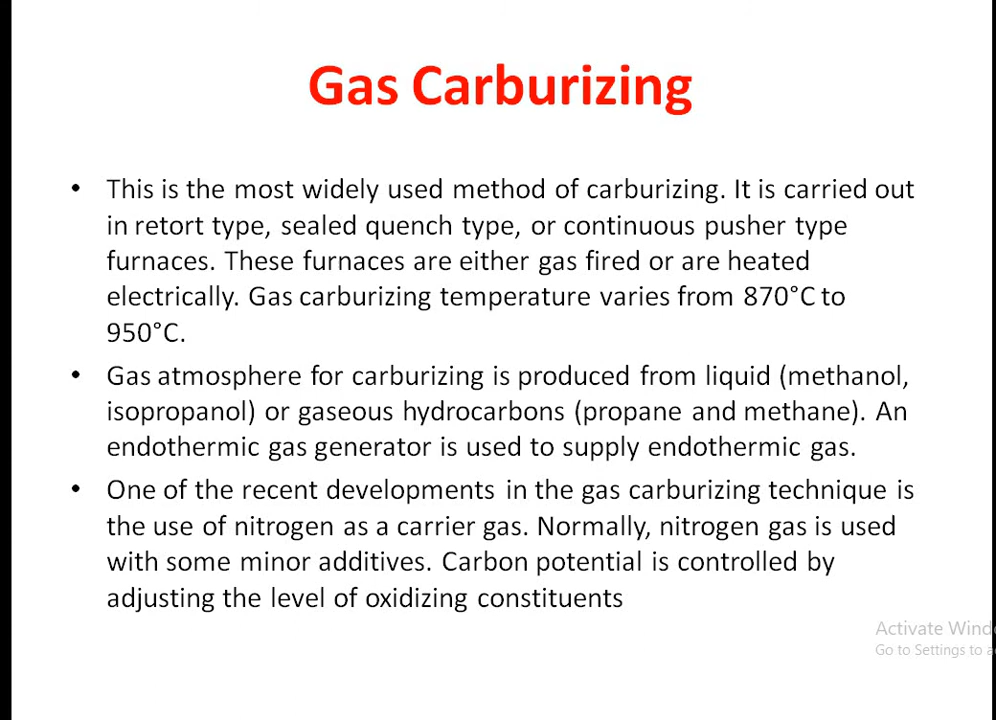 Gas Carburizing
• This is the most widely used method of carburizing. It is carried out
in retort type, sealed quench type, or continuous pusher type
furnaces. These furnaces are either gas fired or are heated
electrically. Gas carburizing temperature varies from 870°C to
950°C.
• Gas atmosphere for carburizing is produced from liquid (methanol,
isopropanol) or gaseous hydrocarbons (propane and methane). An
endothermic gas generator is used to supply endothermic gas.
• One of the recent developments in the gas carburizing technique is
the use of nitrogen as a carrier gas. Normally, nitrogen gas is used
with some minor additives. Carbon potential is controlled by
adjusting the level of oxidizing constituents
Activate Wind
Go to Settings to a